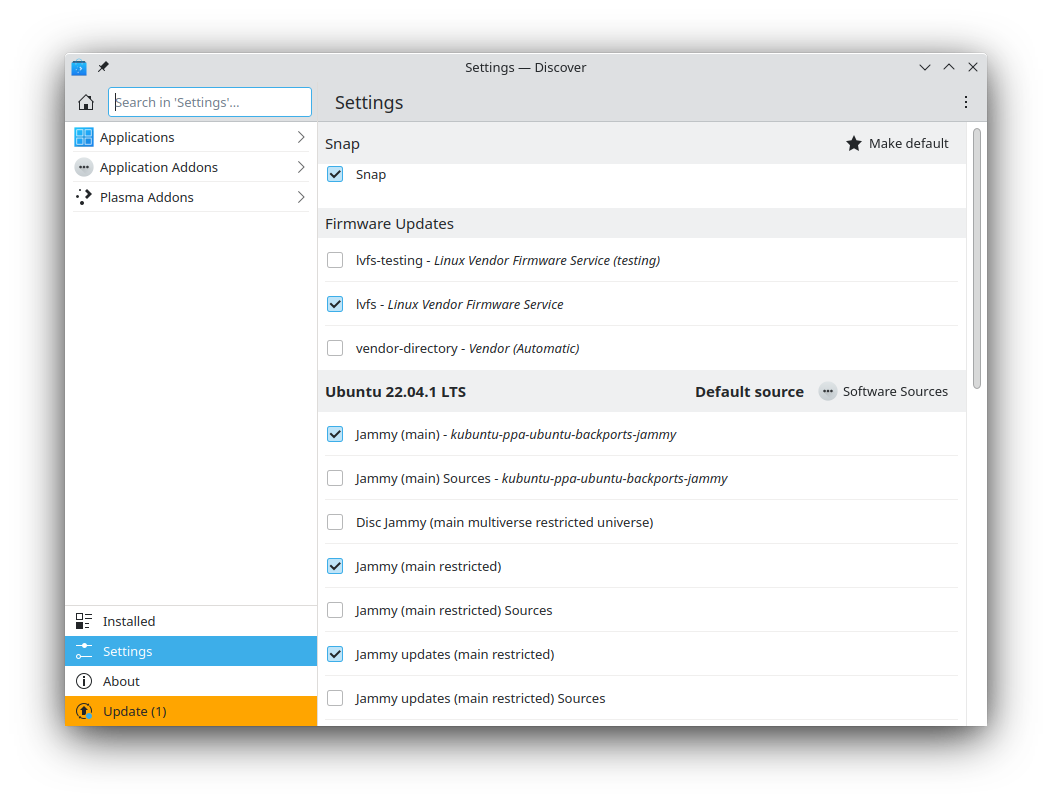 Settings — Discover
Search in 'Settings'...
Settings
Applications
Application Addons
Plasma Addons
Installed
Settings
About
Update (1)
Snap
Make default
Snap
Firmware Updates
lvfs-testing - Linux Vendor Firmware Service (testing)
lvfs - Linux Vendor Firmware Service
vendor-directory - Vendor (Automatic)
Ubuntu 22.04.1 LTS
Default source
Software Sources
Jammy (main) - kubuntu-ppa-ubuntu-backports-jammy
Jammy (main) Sources - kubuntu-ppa-ubuntu-backports-jammy
Disc Jammy (main multiverse restricted universe)
Jammy (main restricted)
Jammy (main restricted) Sources
Jammy updates (main restricted)
Jammy updates (main restricted) Sources